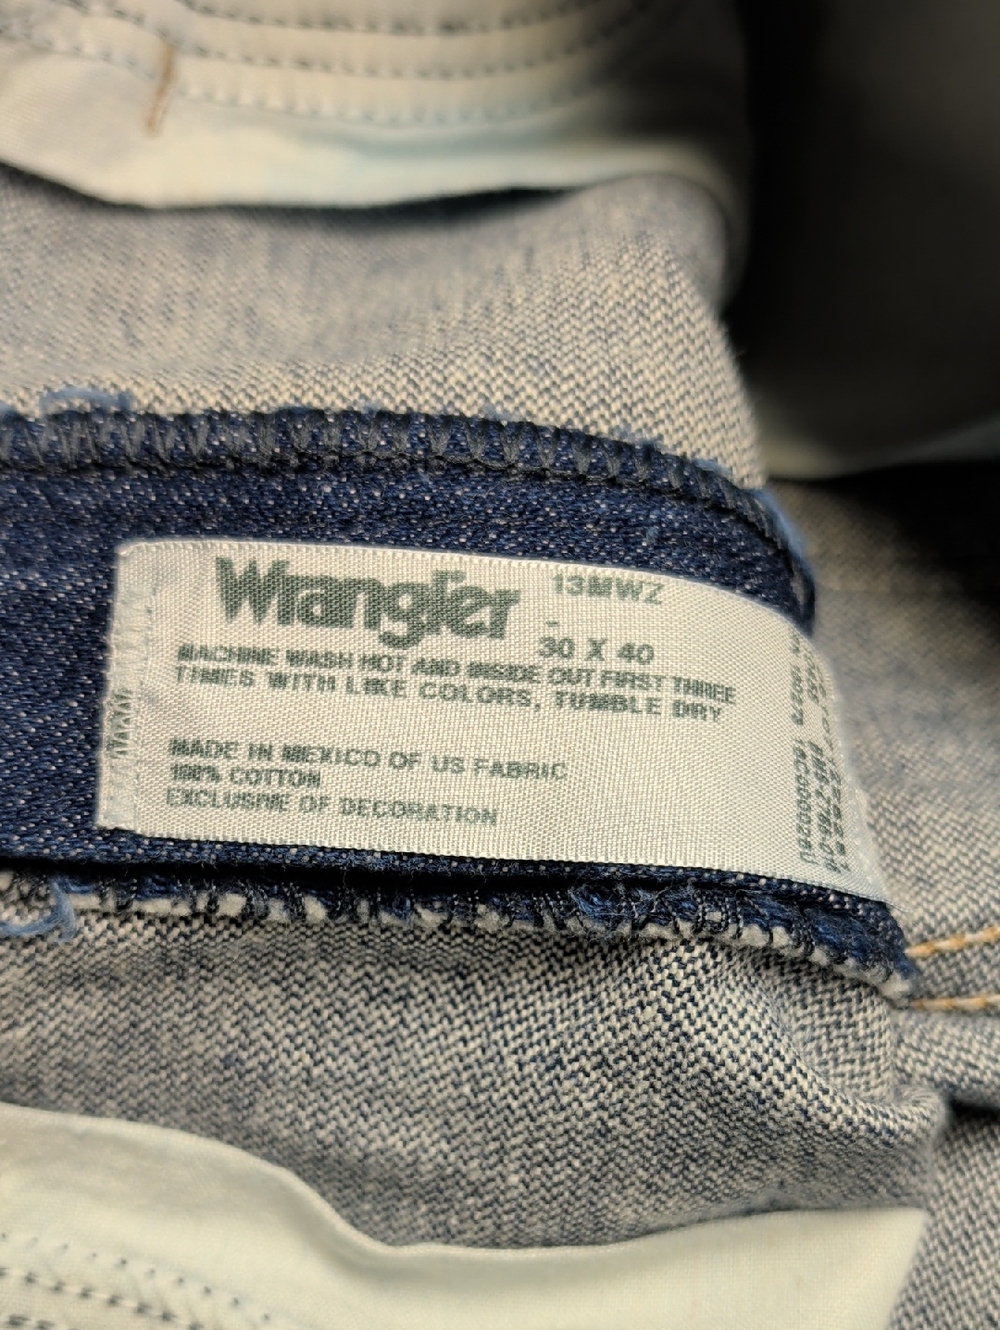 Wrangler
13MWZ
30 X 40
MACHINE WASH HOT AND INSIDE OUT FIRST THREE
TIMES WITH LIKE COLORS, TUMBLE DRY
MADE IN MEXICO OF US FABRIC
100% COTTON
EXCLUSIVE OF DECORATION